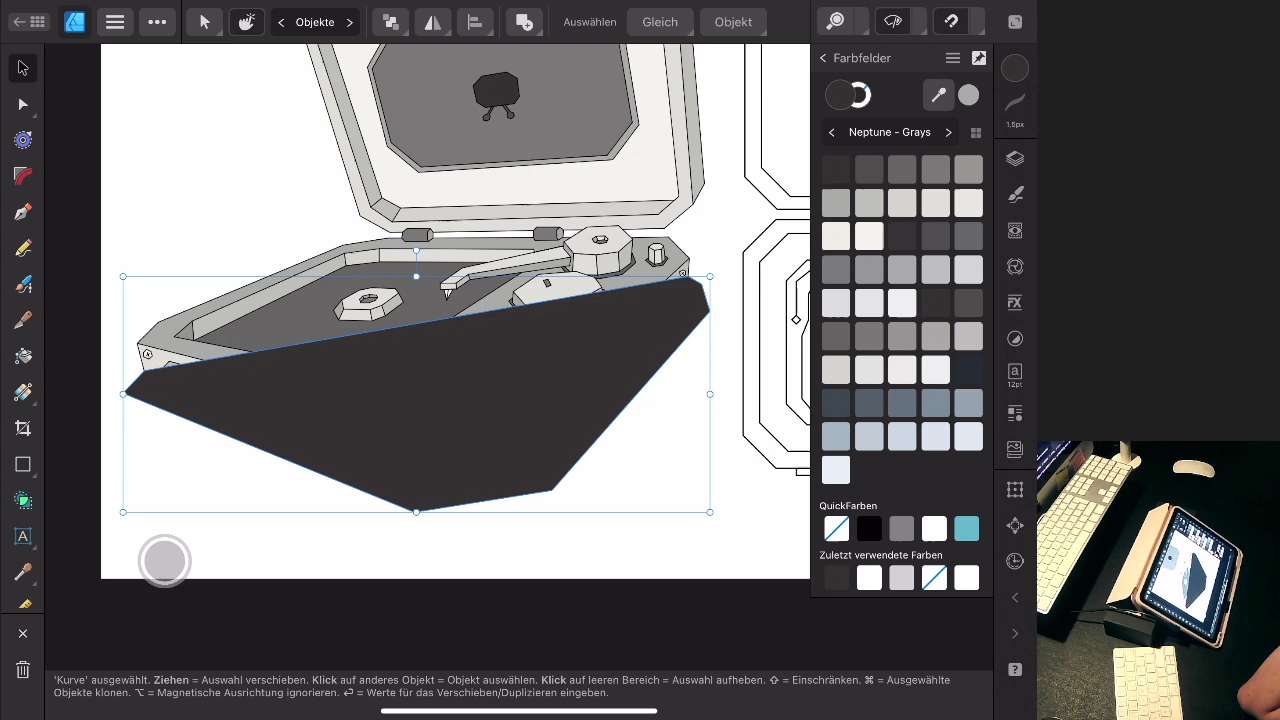 Objekte
Auswählen
Gleich
Objekt
Farbfelder
1,5px
Neptune - Grays
a
12pt
FX
QuickFarben
Zuletzt verwendete Farben
A
?
'Kurve' ausgewählt. Ziehen = Auswahl verschieben. Klick auf anderes Objekt = Objekt auswählen. Klick auf leeren Bereich = Auswahl aufheben. ⇧ = Einschränken. ⌘ = Ausgewählte
Objekte klonen. ⌥ = Magnetische Ausrichtung ignorieren. ⏎ = Werte für das Verschieben/Duplizieren eingeben.